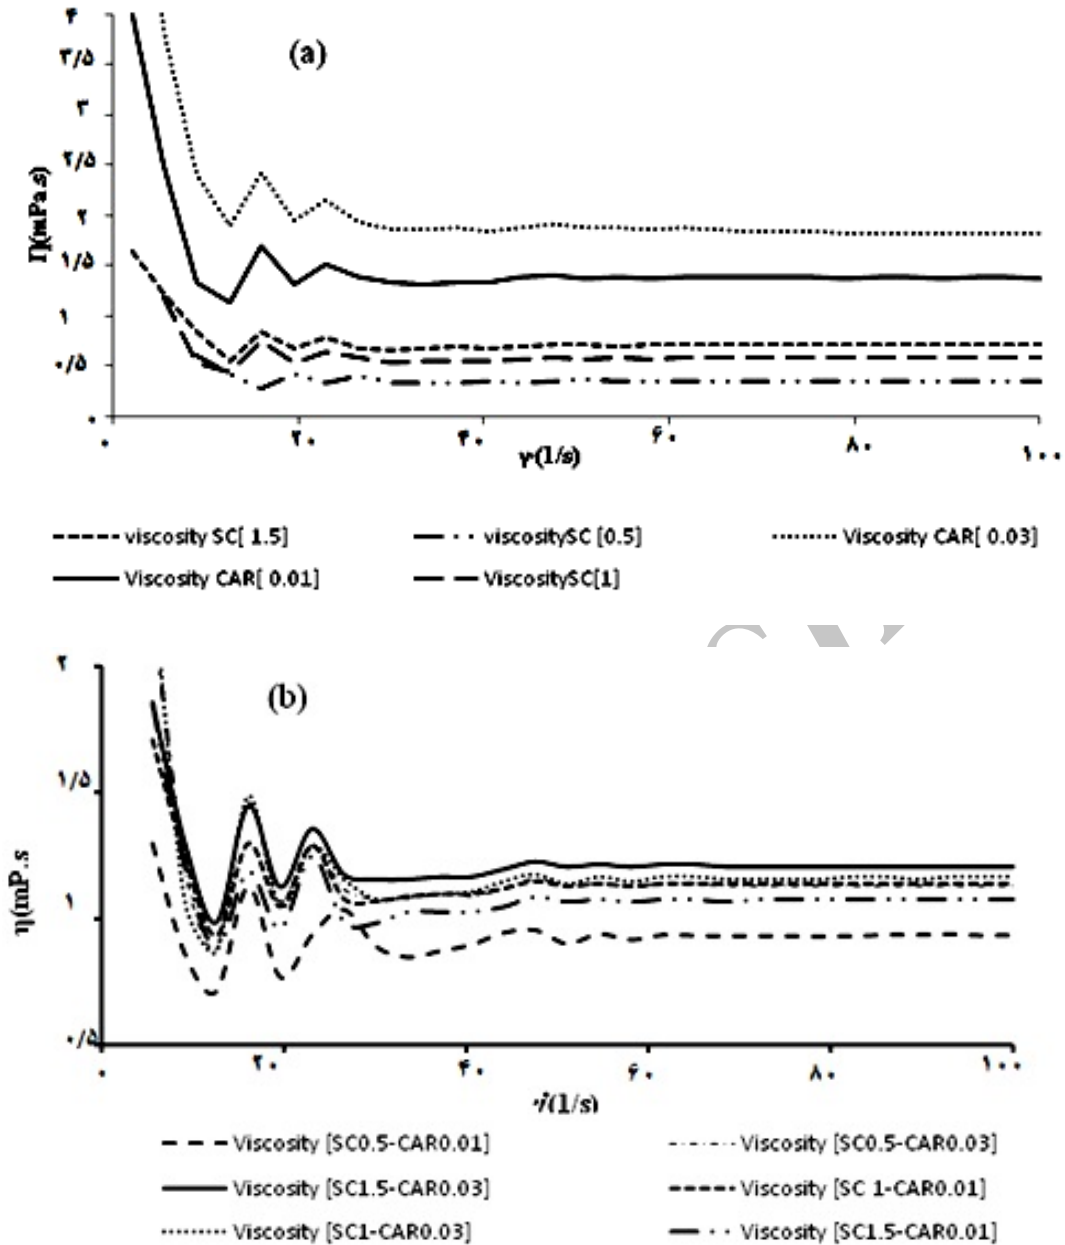 (a)
۴
۳/۵
۳
۲/۵
۲
۱/۵
۱
۰/۵
۰
η(mPa.s)
۰ ۲۰ ۴۰ ۶۰ ۸۰ ۱۰۰
(1/s)
viscosity SC[ 1.5] viscositySC [0.5] Viscosity CAR[ 0.03]
Viscosity CAR[ 0.01] ViscositySC[1]
(b)
۲
۱/۵
۱
۰/۵
η(mP.s
۰ ۲۰ ۴۰ ۶۰ ۸۰ ۱۰۰
(1/s)
Viscosity [SC0.5-CAR0.01] Viscosity [SC0.5-CAR0.03]
Viscosity [SC1.5-CAR0.03] Viscosity [SC 1-CAR0.01]
Viscosity [SC1-CAR0.03] Viscosity [SC1.5-CAR0.01]